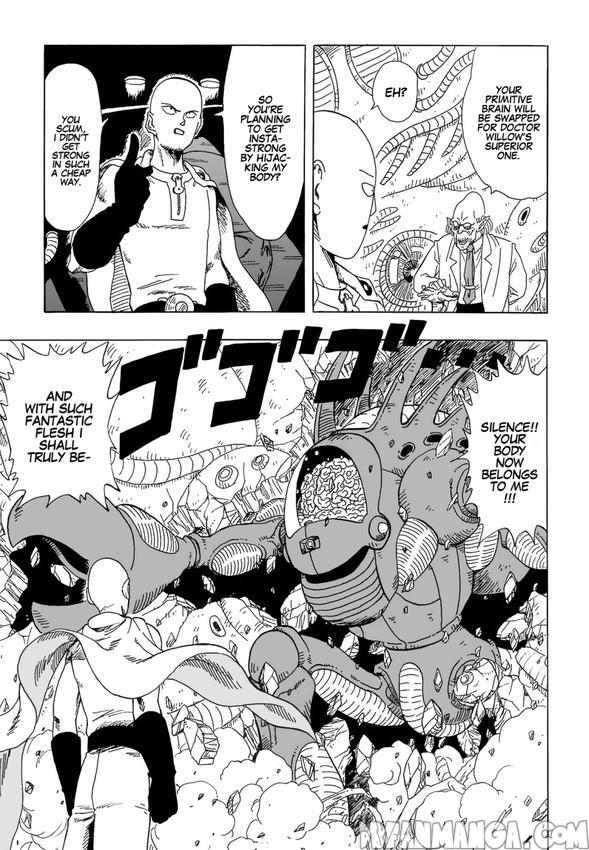 YOUR
PRIMITIVE
BRAIN WILL
BE SWAPPED
FOR DOCTOR
WILLOW'S
SUPERIOR
ONE.
EH?
SO
YOU'RE
PLANNING
TO GET
INSTA-
STRONG
BY HIJAC-
KING MY
BODY?
YOU
SCUM,
I DIDN'T
GET
STRONG
IN SUCH
A CHEAP
WAY.
ゴゴゴ…
SILENCE!!
YOUR
BODY
NOW
BELONGS
TO ME
!!!
AND
WITH SUCH
FANTASTIC
FLESH I
SHALL
TRULY BE-